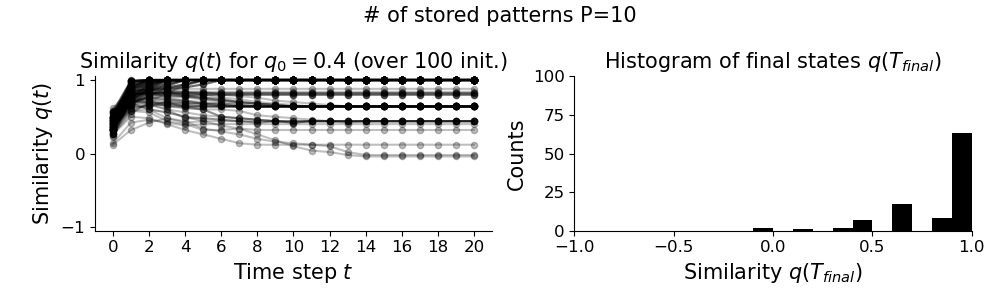 # of stored patterns P=10
Similarity q(t) for q₀ = 0.4 (over 100 init.)
1
0
−1
Similarity q(t)
0 2 4 6 8 10 12 14 16 18 20
Time step t
Histogram of final states q(T_final)
100
75
50
25
0
Counts
−1.0 −0.5 0.0 0.5 1.0
Similarity q(T_final)